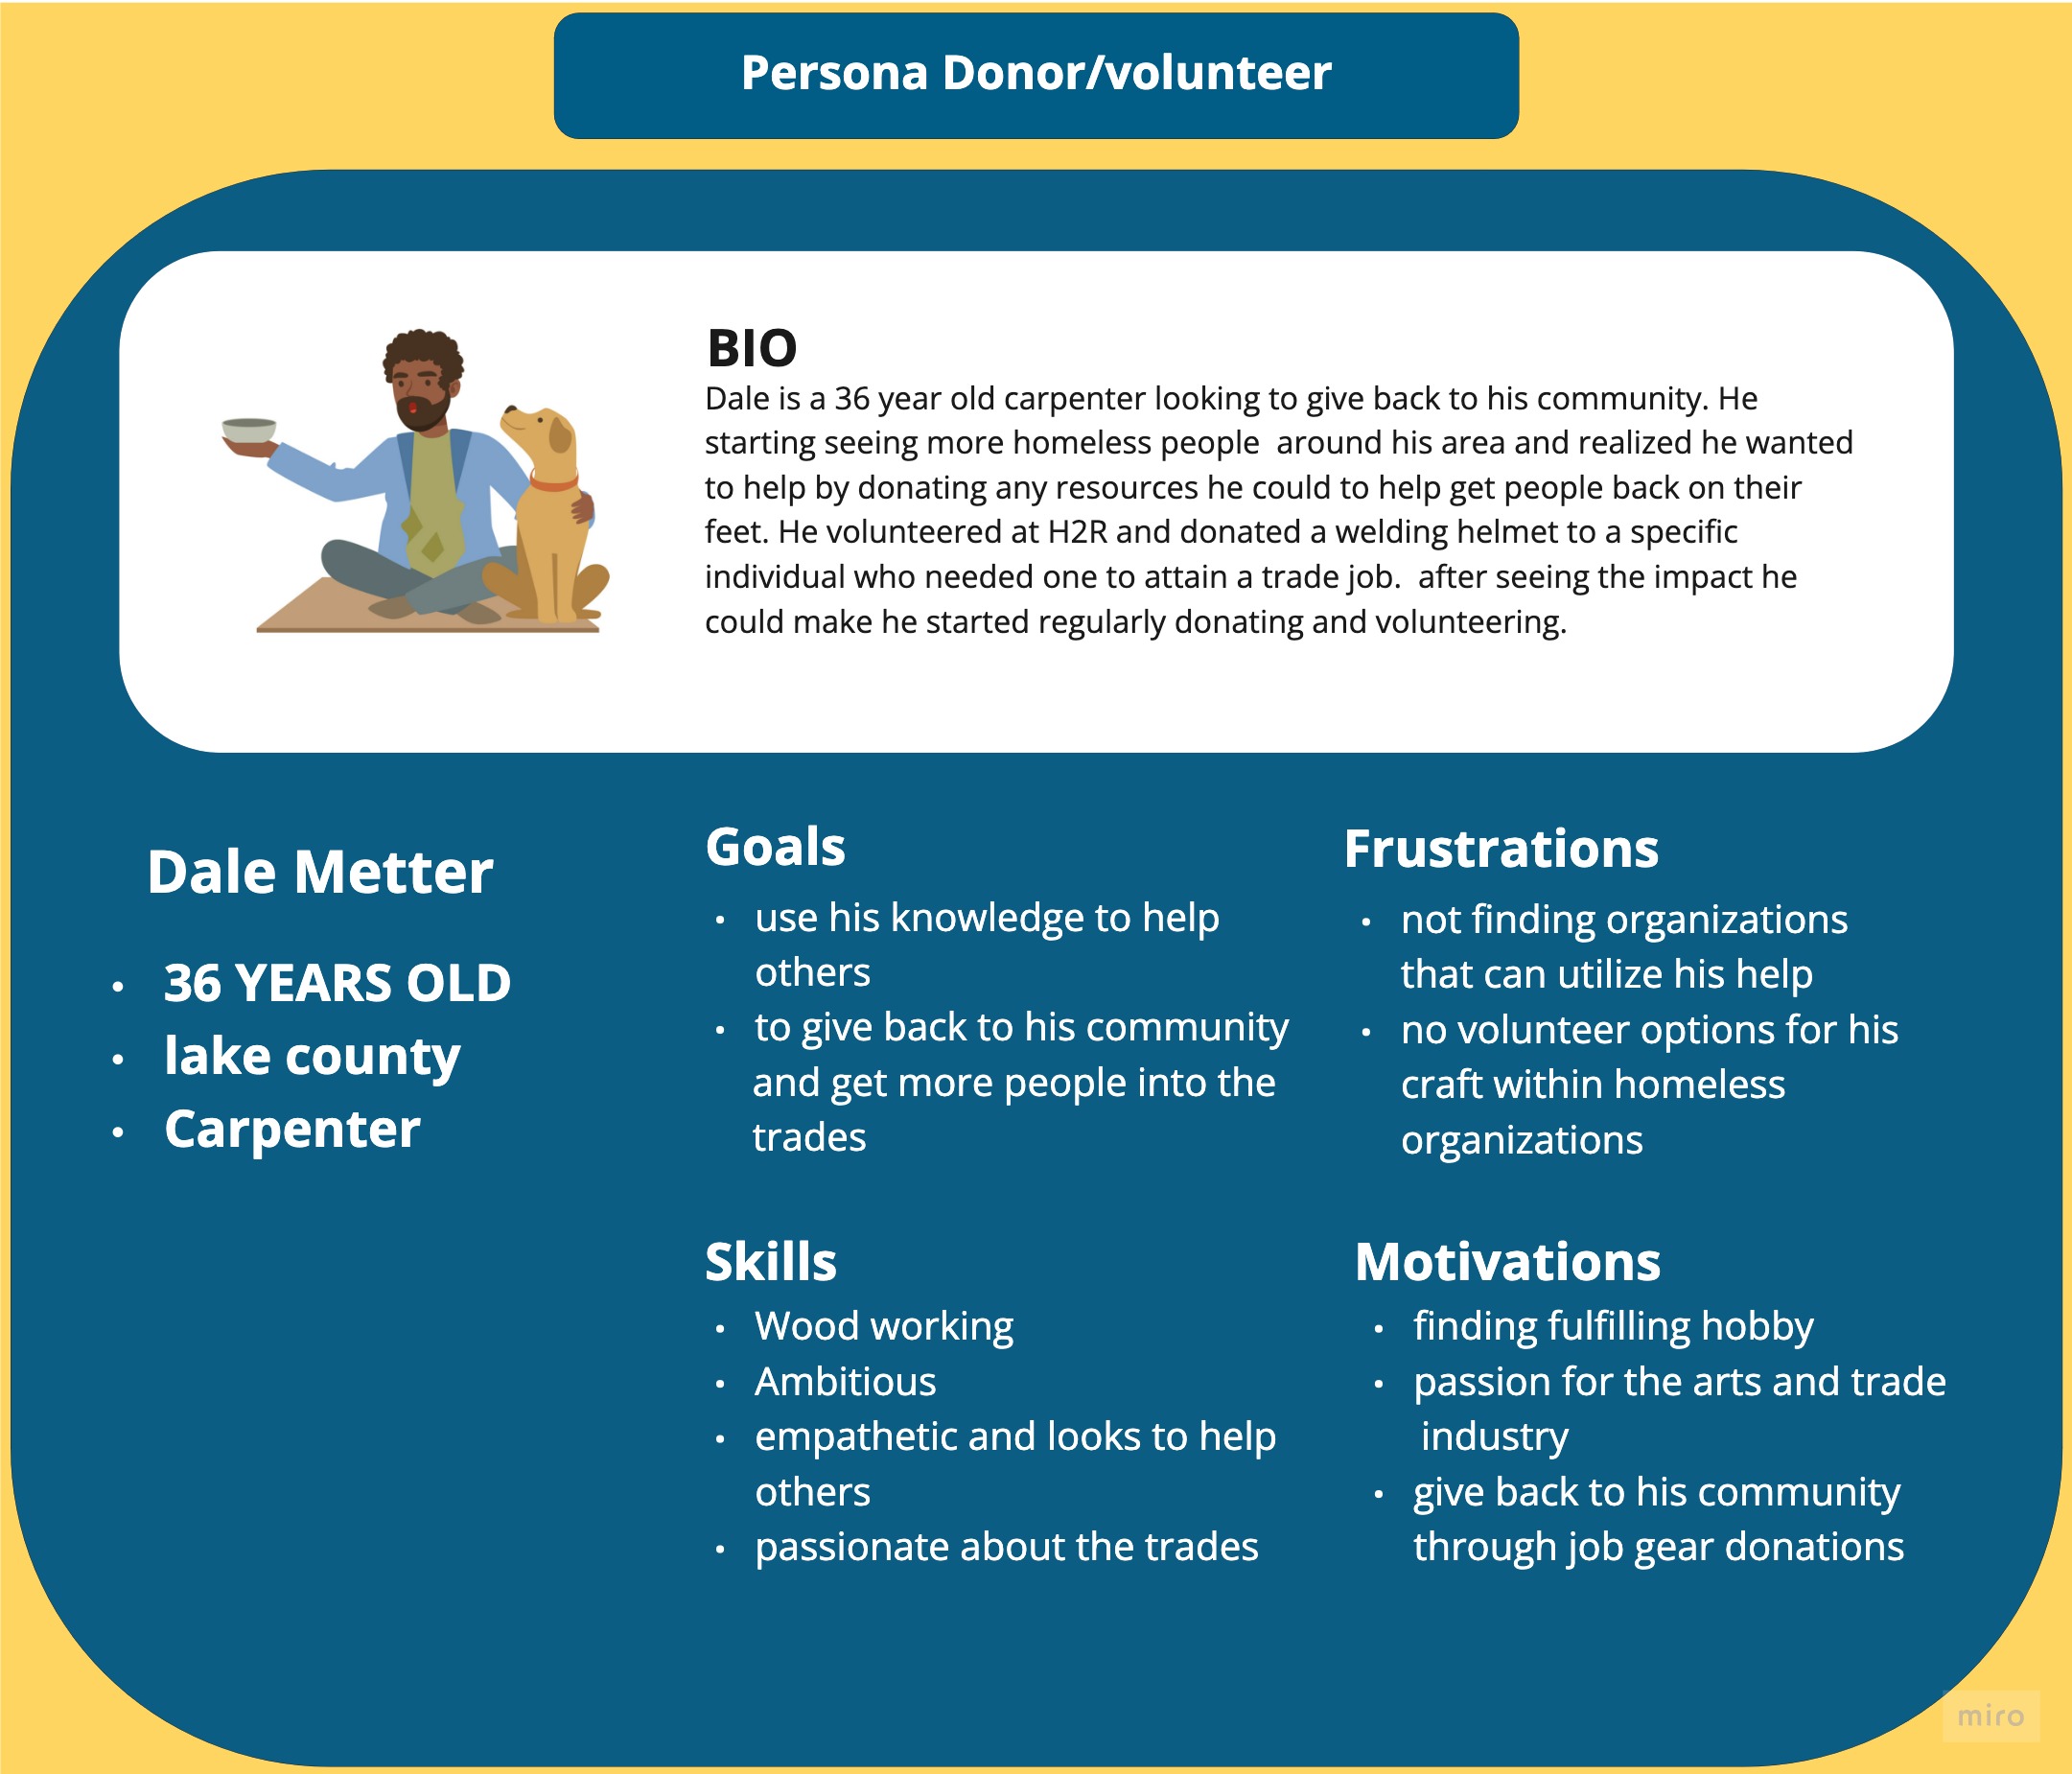 Persona Donor/volunteer
BIO
Dale is a 36 year old carpenter looking to give back to his community. He
starting seeing more homeless people  around his area and realized he wanted
to help by donating any resources he could to help get people back on their
feet. He volunteered at H2R and donated a welding helmet to a specific
individual who needed one to attain a trade job.  after seeing the impact he
could make he started regularly donating and volunteering.
Dale Metter
• 36 YEARS OLD
• lake county
• Carpenter
Goals
• use his knowledge to help
others
• to give back to his community
and get more people into the
trades
Frustrations
• not finding organizations
that can utilize his help
• no volunteer options for his
craft within homeless
organizations
Skills
• Wood working
• Ambitious
• empathetic and looks to help
others
• passionate about the trades
Motivations
• finding fulfilling hobby
• passion for the arts and trade
industry
• give back to his community
through job gear donations
miro